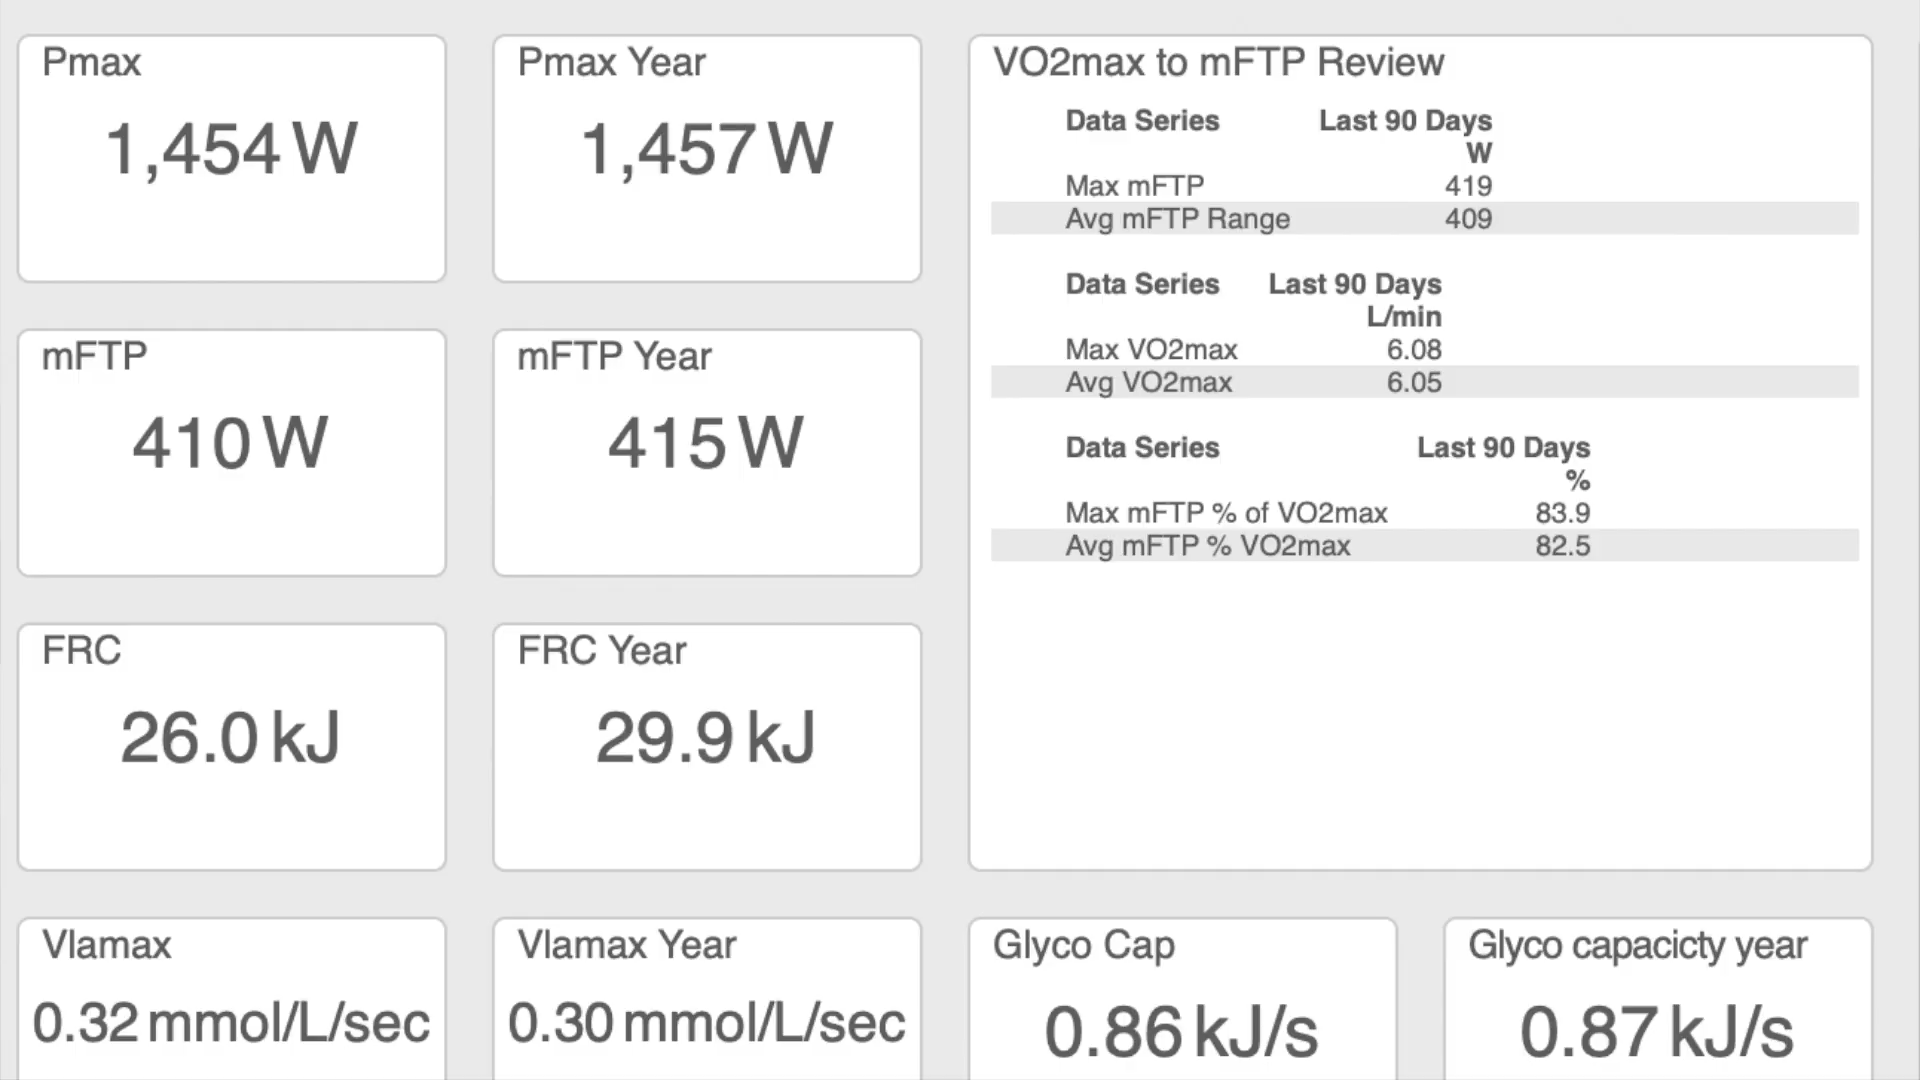 Pmax
1,454 W
Pmax Year
1,457 W
VO2max to mFTP Review
Data Series Last 90 Days
W
Max mFTP 419
Avg mFTP Range 409
Data Series Last 90 Days
L/min
Max VO2max 6.08
Avg VO2max 6.05
Data Series Last 90 Days
%
Max mFTP % of VO2max 83.9
Avg mFTP % VO2max 82.5
mFTP
410 W
mFTP Year
415 W
FRC
26.0 kJ
FRC Year
29.9 kJ
Vlamax
0.32 mmol/L/sec
Vlamax Year
0.30 mmol/L/sec
Glyco Cap
0.86 kJ/s
Glyco capacicty year
0.87 kJ/s